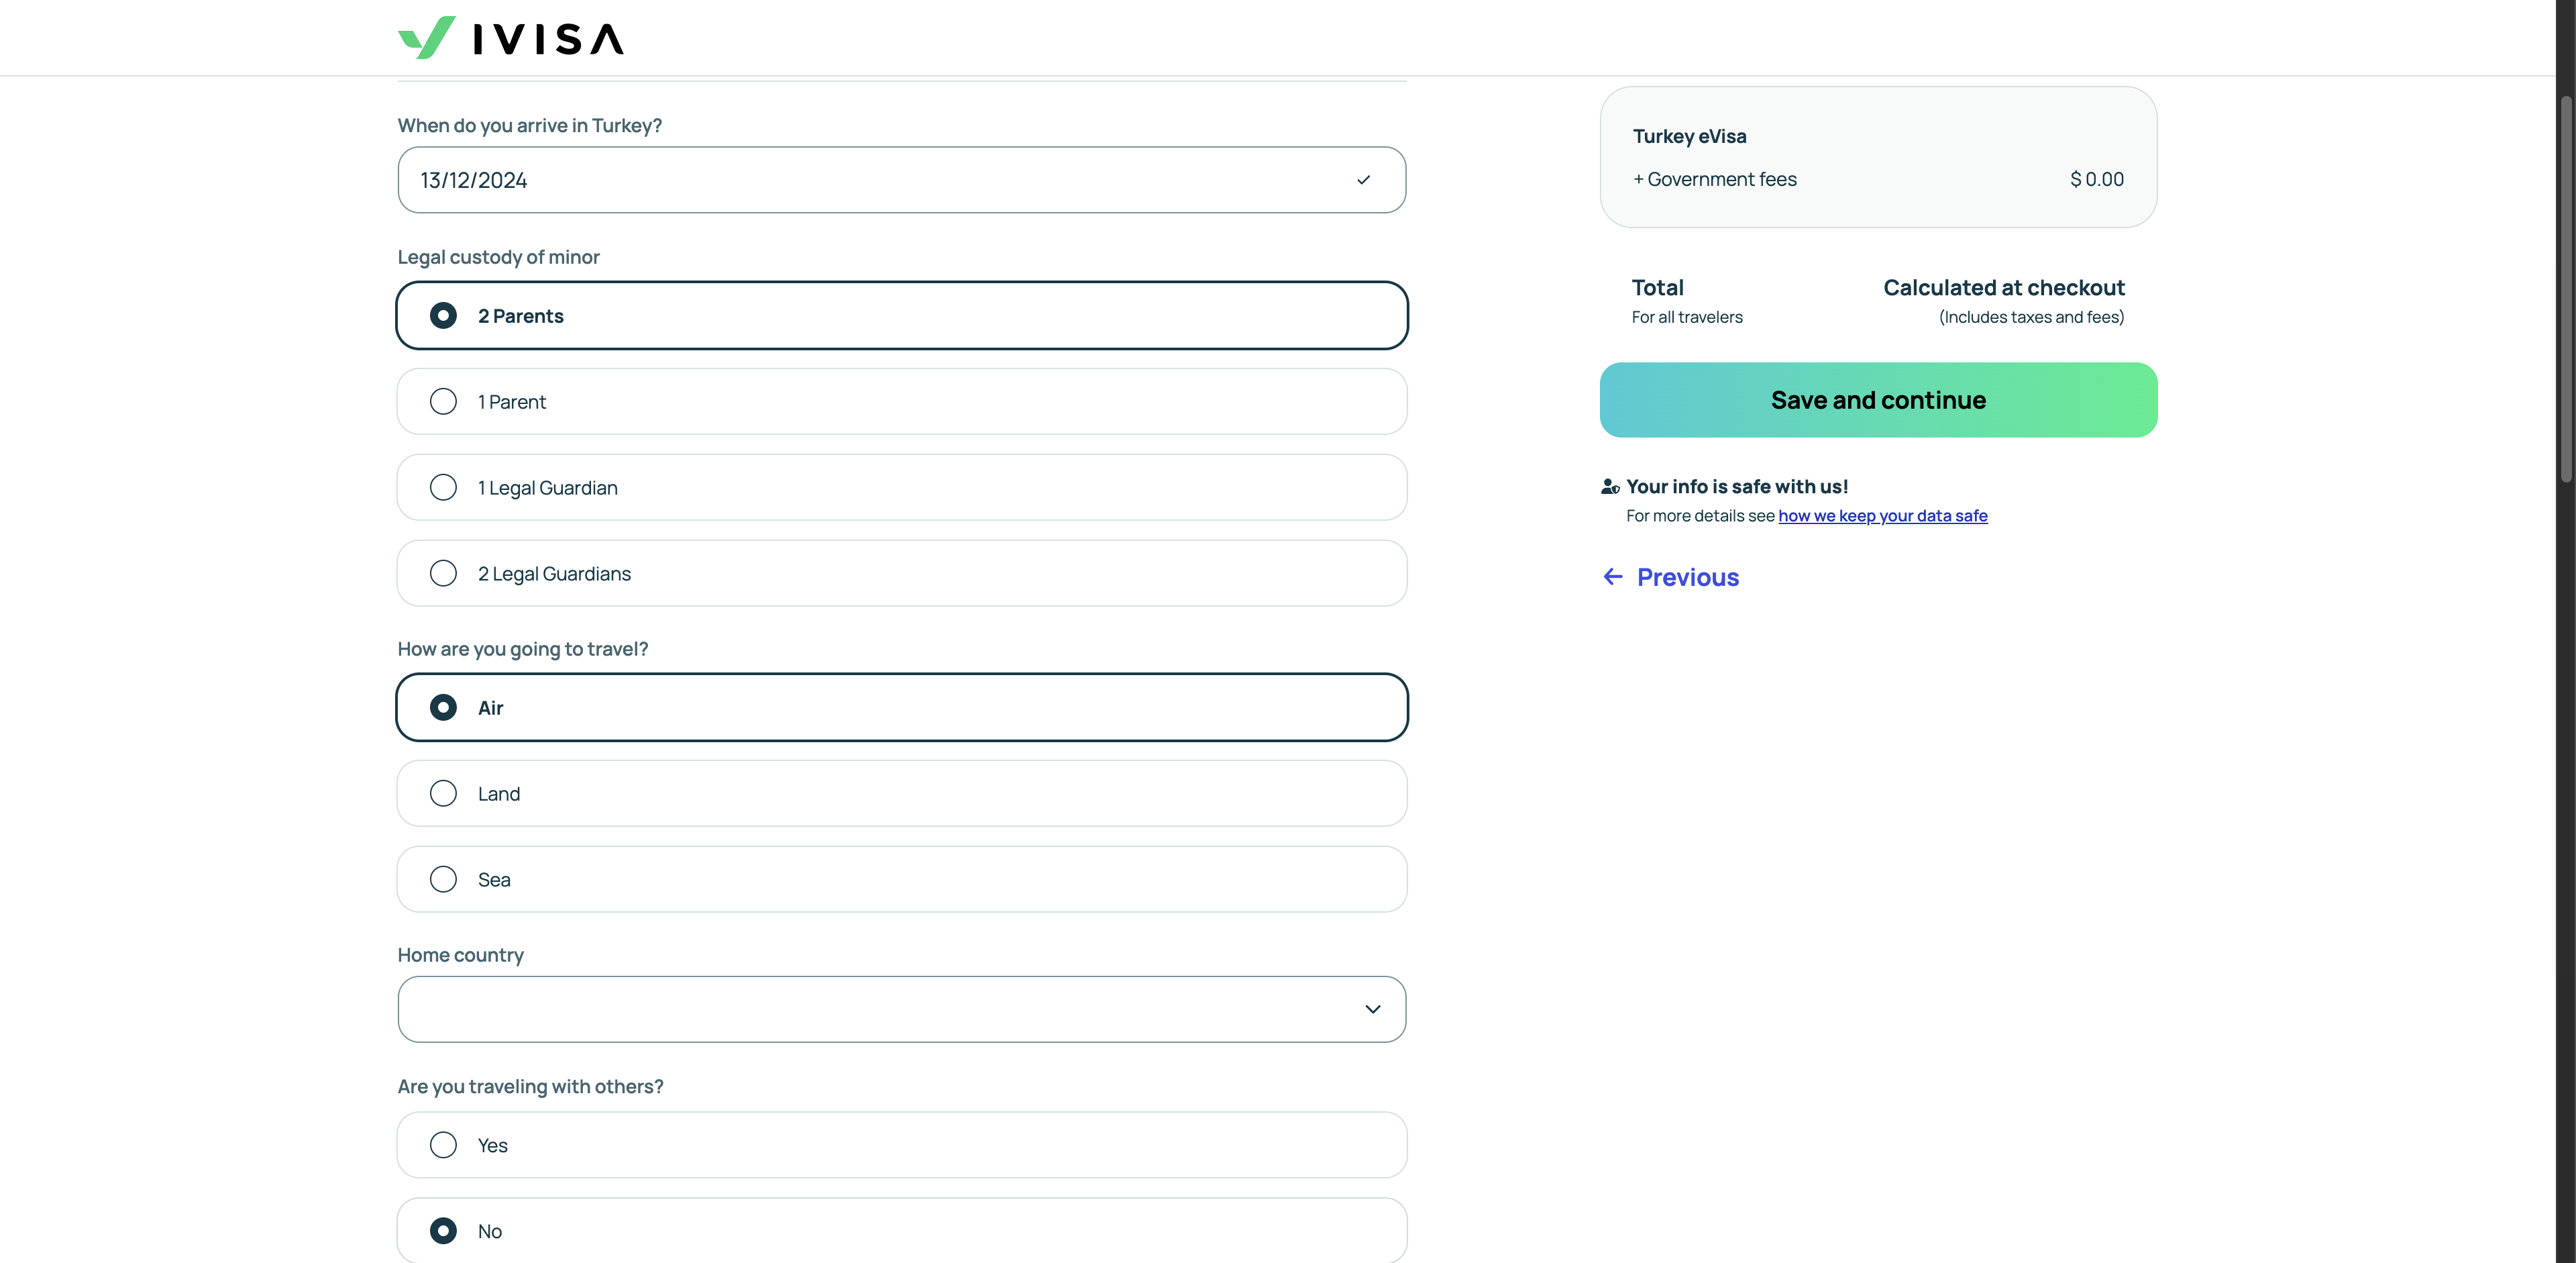 IVISA
When do you arrive in Turkey?
13/12/2024
Legal custody of minor
2 Parents
1 Parent
1 Legal Guardian
2 Legal Guardians
How are you going to travel?
Air
Land
Sea
Home country
Are you traveling with others?
Yes
No
Turkey eVisa
+ Government fees $ 0.00
Total Calculated at checkout
For all travelers (Includes taxes and fees)
Save and continue
Your info is safe with us!
For more details see how we keep your data safe
Previous